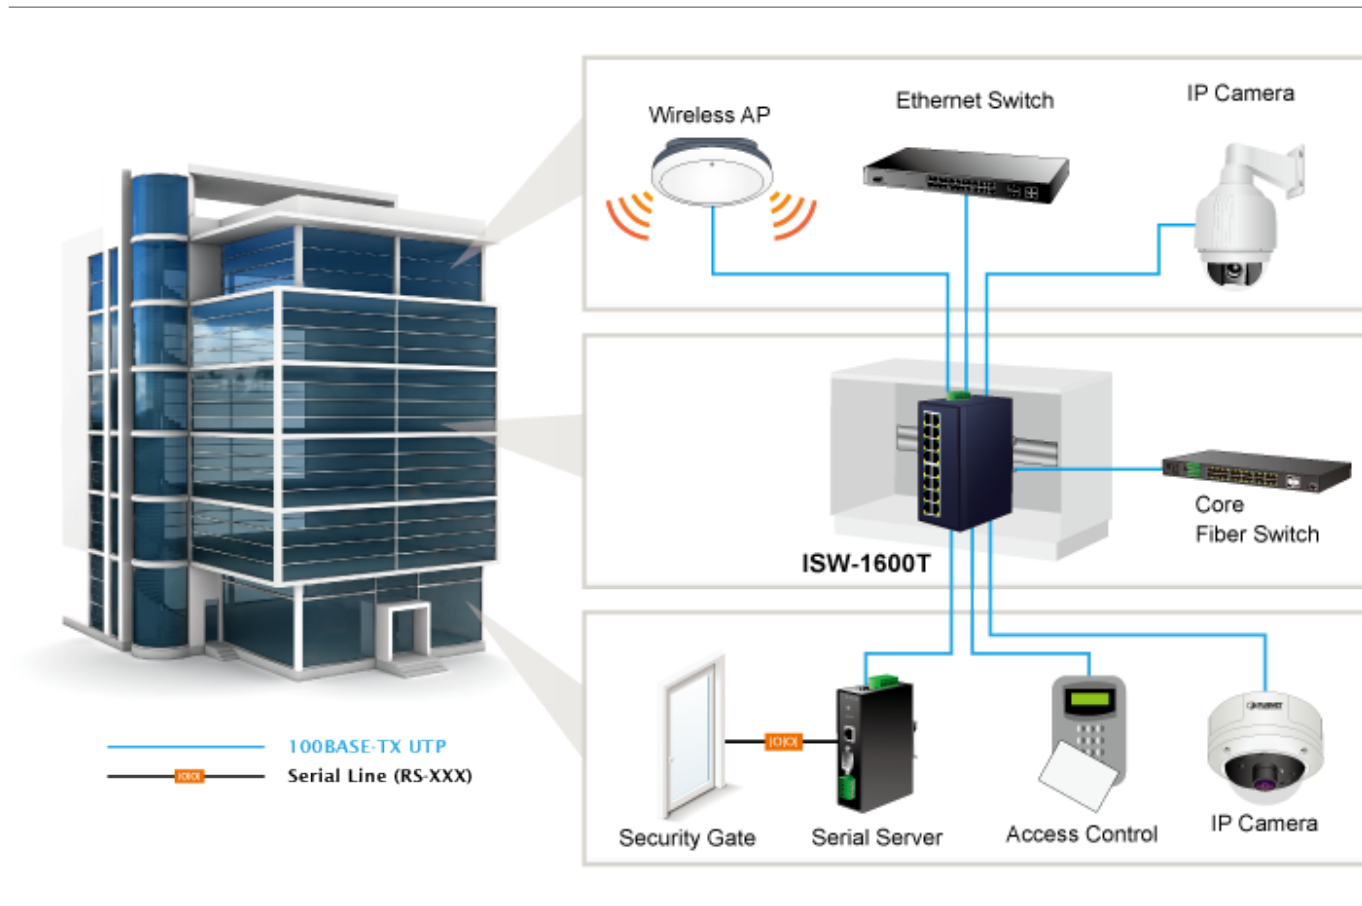 Wireless AP
Ethernet Switch
IP Camera
ISW-1600T
Core
Fiber Switch
100BASE-TX UTP
|O|O|
Serial Line (RS-XXX)
|O|O|
Security Gate
Serial Server
Access Control
PLANET
IP Camera